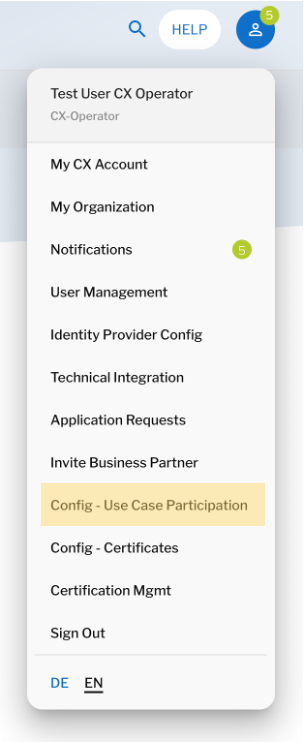 HELP
5
Test User CX Operator
CX-Operator
My CX Account
My Organization
Notifications 5
User Management
Identity Provider Config
Technical Integration
Application Requests
Invite Business Partner
Config - Use Case Participation
Config - Certificates
Certification Mgmt
Sign Out
DE EN